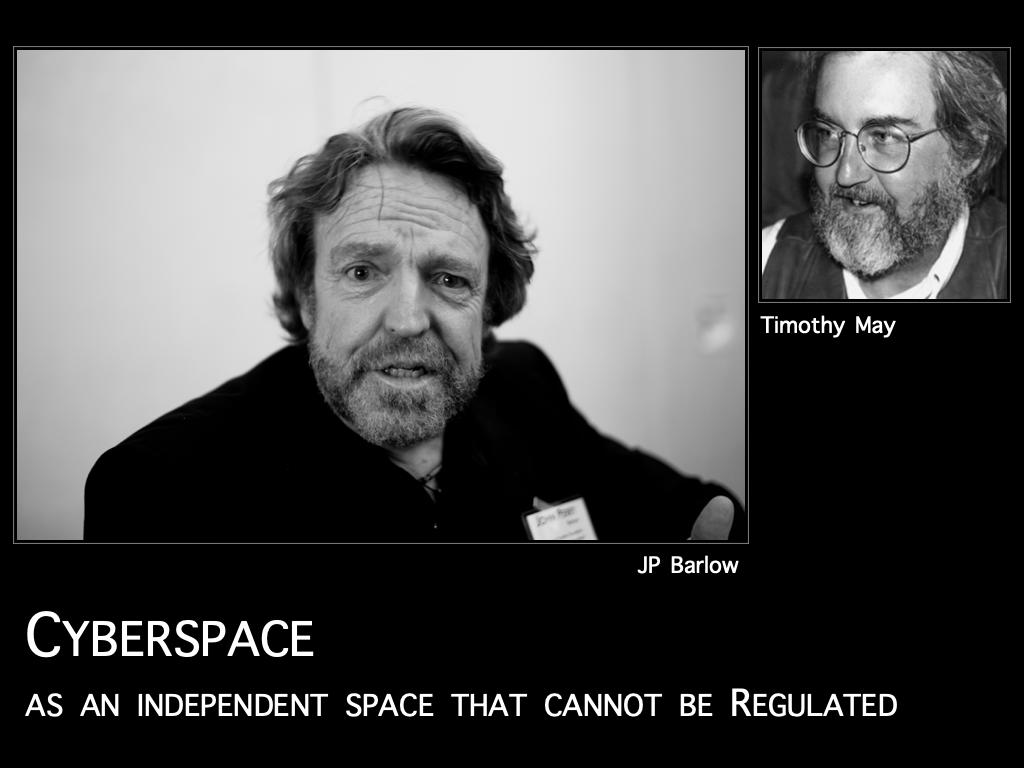 Timothy May
JP Barlow
CYBERSPACE
AS AN INDEPENDENT SPACE THAT CANNOT BE REGULATED